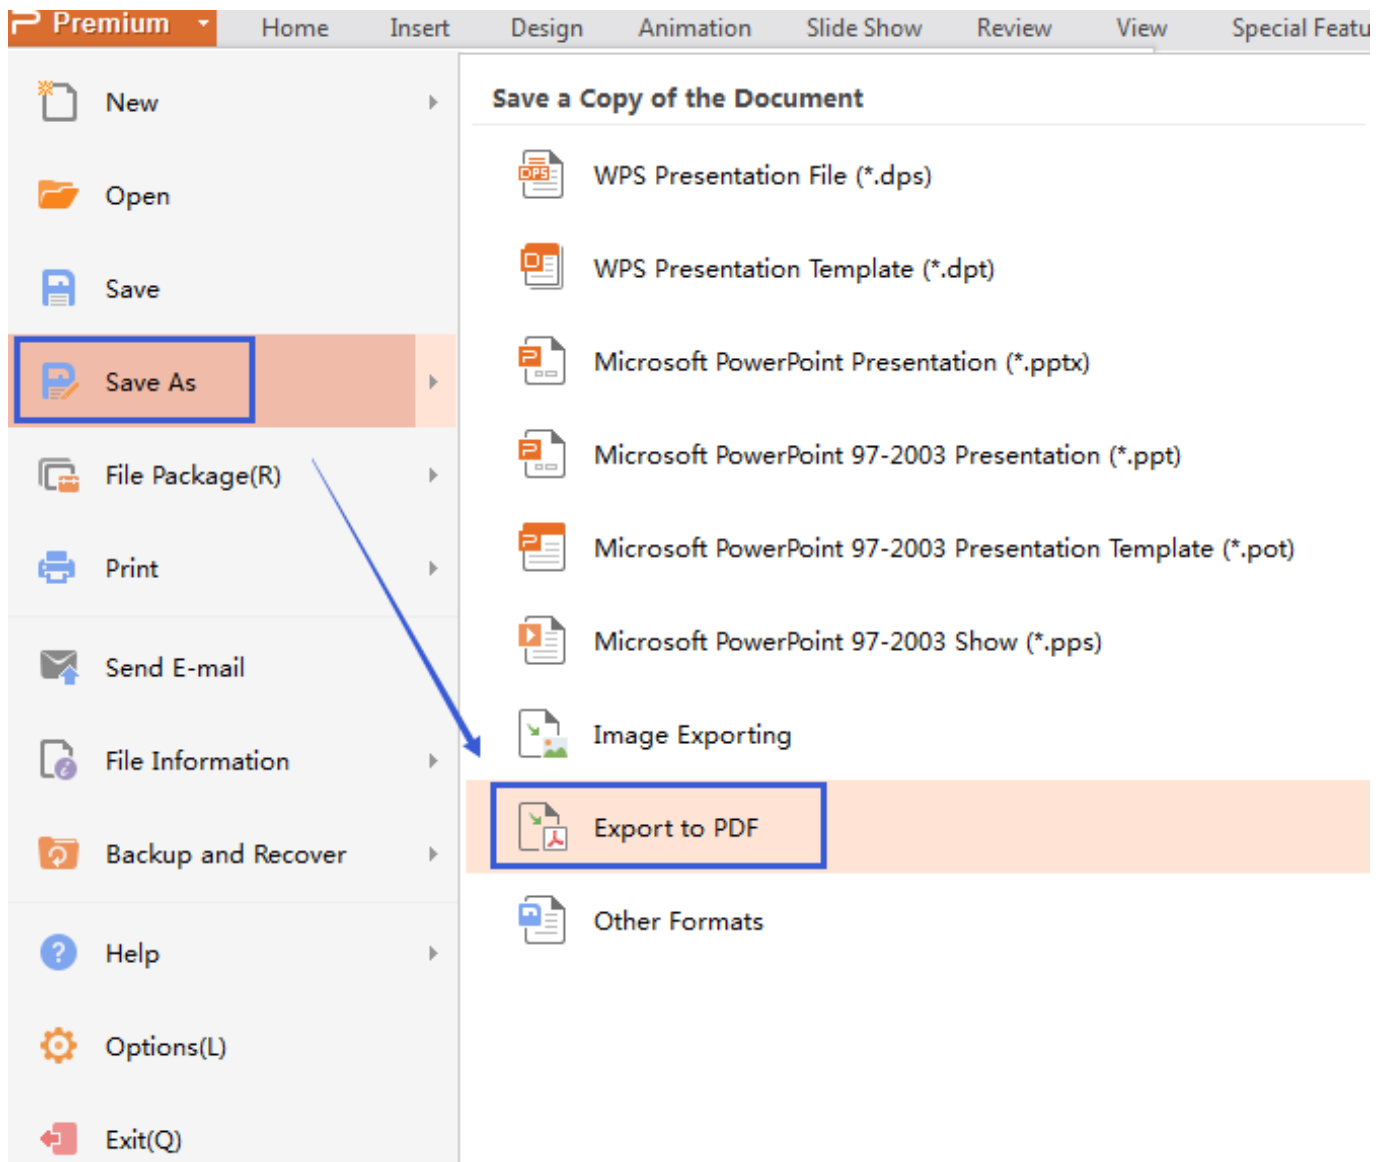 Premium Home Insert Design Animation Slide Show Review View Special Featu
New
Open
Save
Save As
File Package(R)
Print
Send E-mail
File Information
Backup and Recover
Help
Options(L)
Exit(Q)
Save a Copy of the Document
DPS WPS Presentation File (*.dps)
WPS Presentation Template (*.dpt)
Microsoft PowerPoint Presentation (*.pptx)
Microsoft PowerPoint 97-2003 Presentation (*.ppt)
Microsoft PowerPoint 97-2003 Presentation Template (*.pot)
Microsoft PowerPoint 97-2003 Show (*.pps)
Image Exporting
Export to PDF
Other Formats